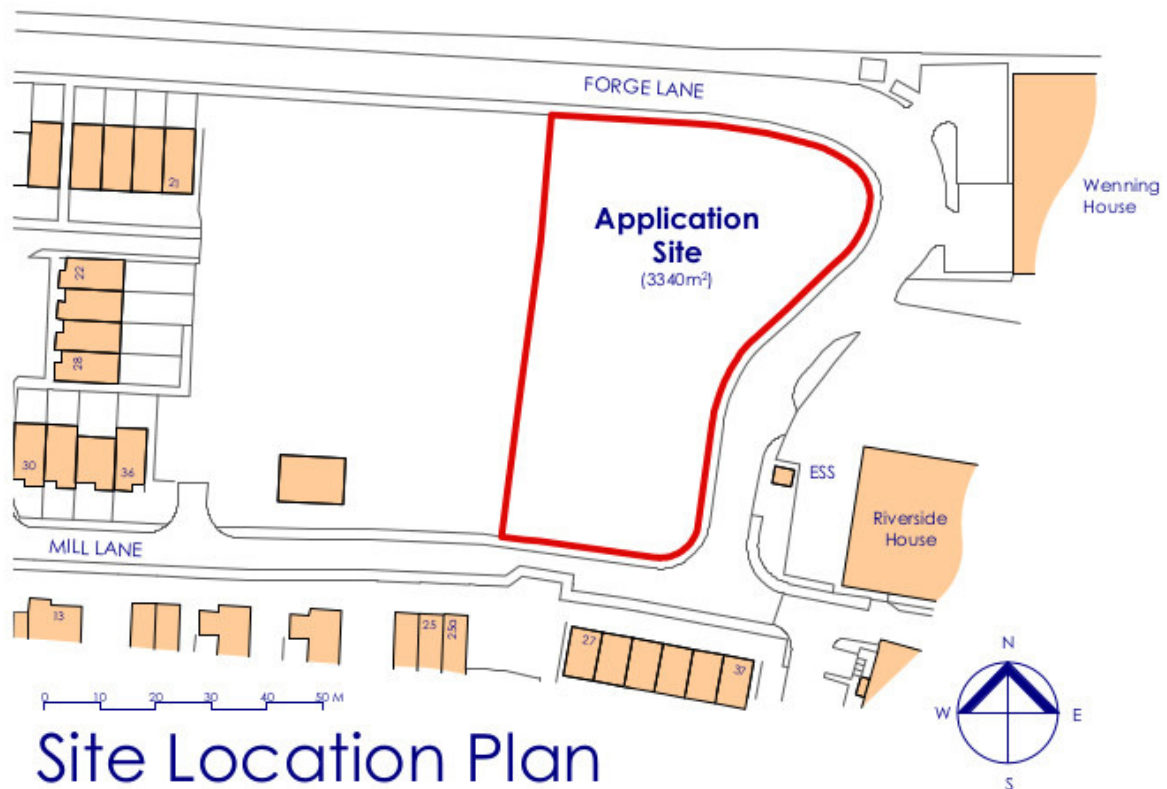 FORGE LANE
Wenning
House
21
Application
Site
(3340m²)
22
28
30
36
ESS
Riverside
House
MILL LANE
13
25
25a
27
37
0 10 20 30 40 50 M
N
W E
S
Site Location Plan